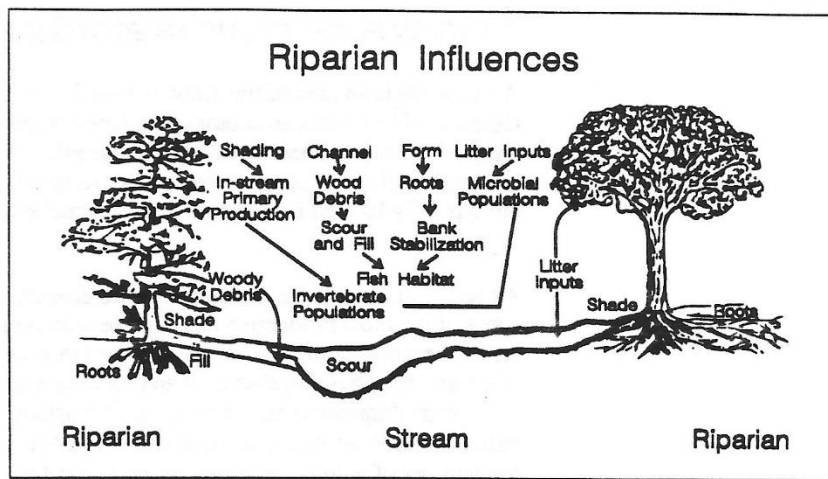 Riparian Influences
Shading Channel Form Litter Inputs
In-stream Wood Roots Microbial
Primary Debris Populations
Production
Scour Bank
and Fill Stabilization
Woody Fish Habitat Litter
Debris Invertebrate Inputs
Populations
Shade Shade Roots
Roots Fill Scour
Riparian Stream Riparian